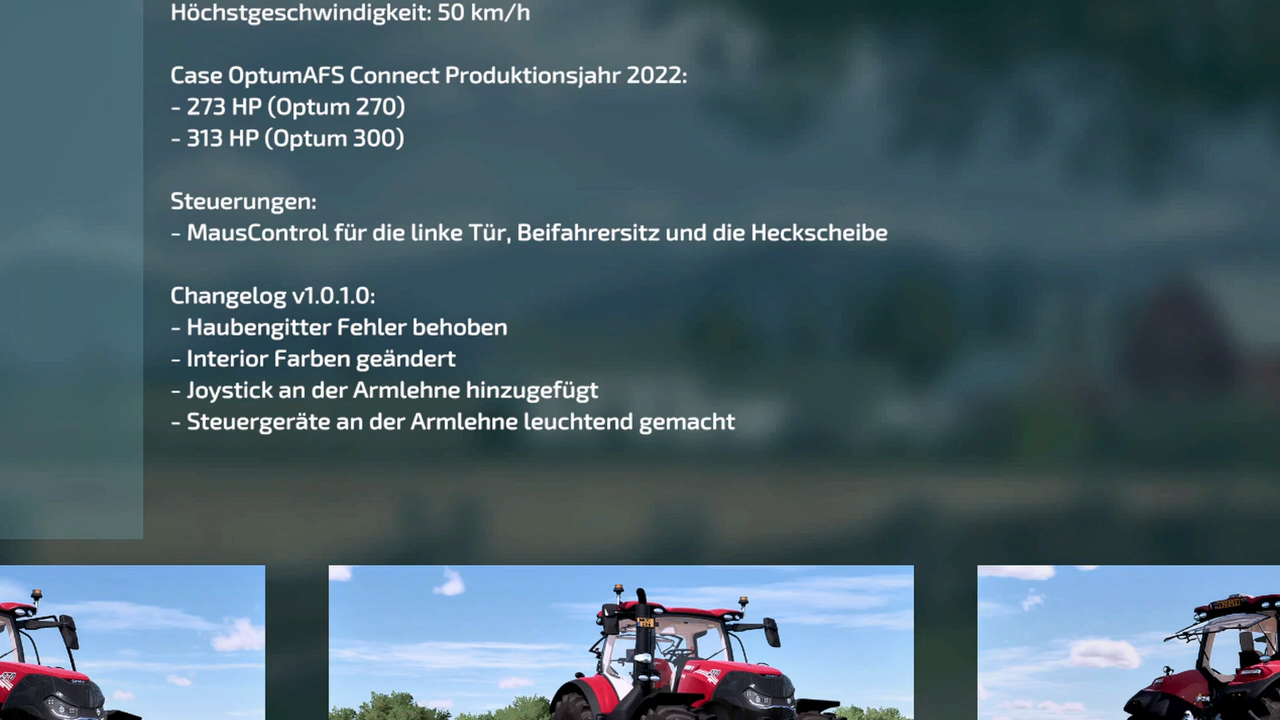 Höchstgeschwindigkeit: 50 km/h
Case OptumAFS Connect Produktionsjahr 2022:
- 273 HP (Optum 270)
- 313 HP (Optum 300)
Steuerungen:
- MausControl für die linke Tür, Beifahrersitz und die Heckscheibe
Changelog v1.0.1.0:
- Haubengitter Fehler behoben
- Interior Farben geändert
- Joystick an der Armlehne hinzugefügt
- Steuergeräte an der Armlehne leuchtend gemacht